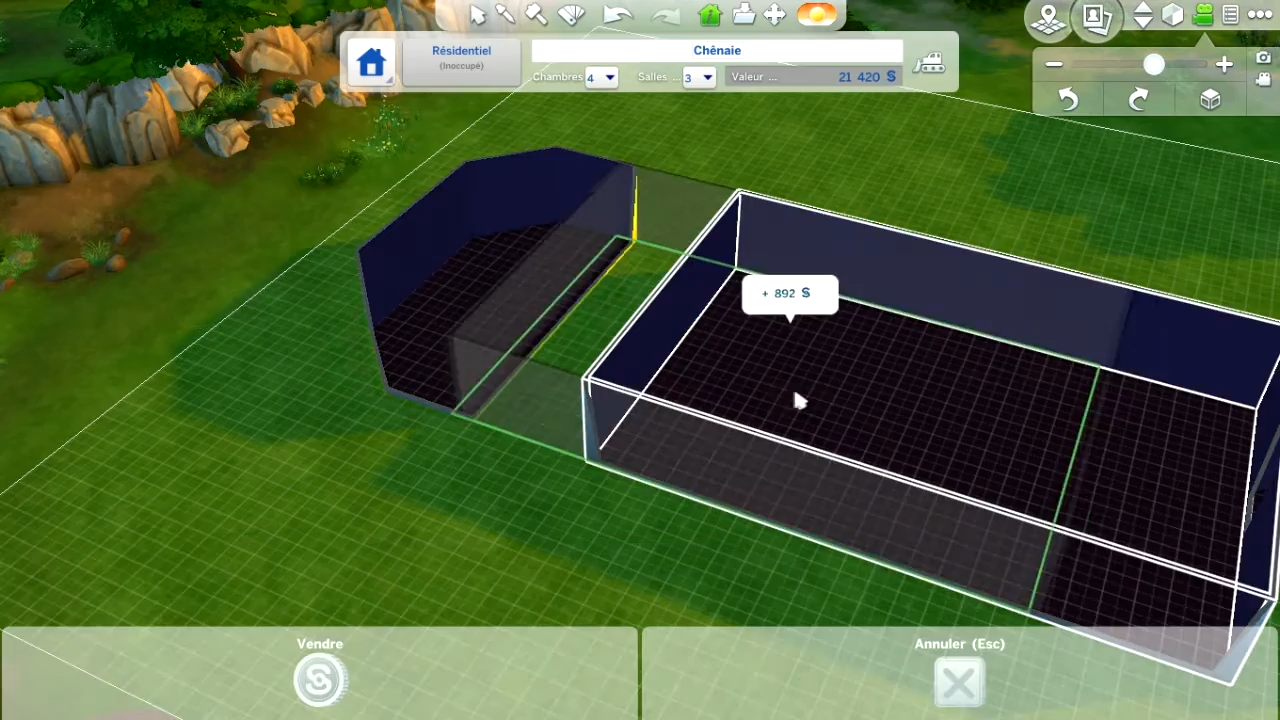 Résidentiel
(Inoccupé)
Chênaie
Chambres 4
Salles ... 3
Valeur ... 21 420 $
+ 892 $
Vendre
Annuler (Esc)